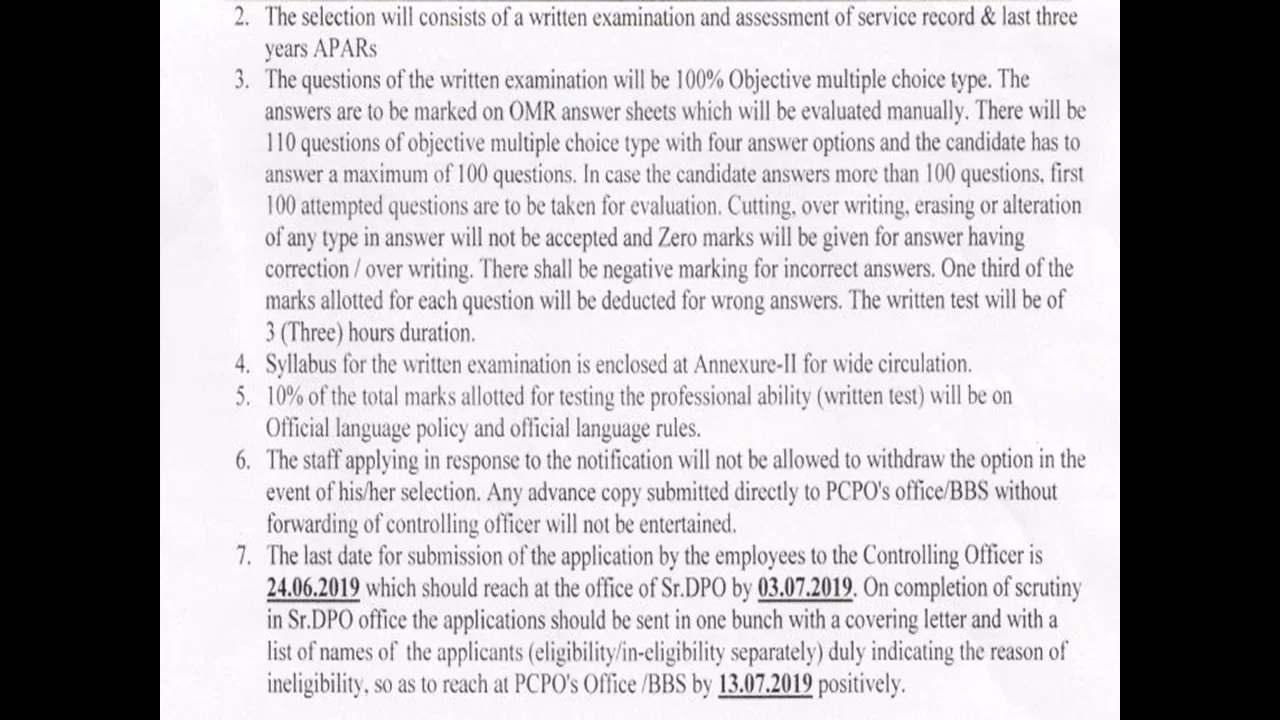 2. The selection will consists of a written examination and assessment of service record & last three
years APARs
3. The questions of the written examination will be 100% Objective multiple choice type. The
answers are to be marked on OMR answer sheets which will be evaluated manually. There will be
110 questions of objective multiple choice type with four answer options and the candidate has to
answer a maximum of 100 questions. In case the candidate answers more than 100 questions, first
100 attempted questions are to be taken for evaluation. Cutting, over writing, erasing or alteration
of any type in answer will not be accepted and Zero marks will be given for answer having
correction / over writing. There shall be negative marking for incorrect answers. One third of the
marks allotted for each question will be deducted for wrong answers. The written test will be of
3 (Three) hours duration.
4. Syllabus for the written examination is enclosed at Annexure-II for wide circulation.
5. 10% of the total marks allotted for testing the professional ability (written test) will be on
Official language policy and official language rules.
6. The staff applying in response to the notification will not be allowed to withdraw the option in the
event of his/her selection. Any advance copy submitted directly to PCPO's office/BBS without
forwarding of controlling officer will not be entertained.
7. The last date for submission of the application by the employees to the Controlling Officer is
24.06.2019 which should reach at the office of Sr.DPO by 03.07.2019. On completion of scrutiny
in Sr.DPO office the applications should be sent in one bunch with a covering letter and with a
list of names of the applicants (eligibility/in-eligibility separately) duly indicating the reason of
ineligibility, so as to reach at PCPO's Office /BBS by 13.07.2019 positively.